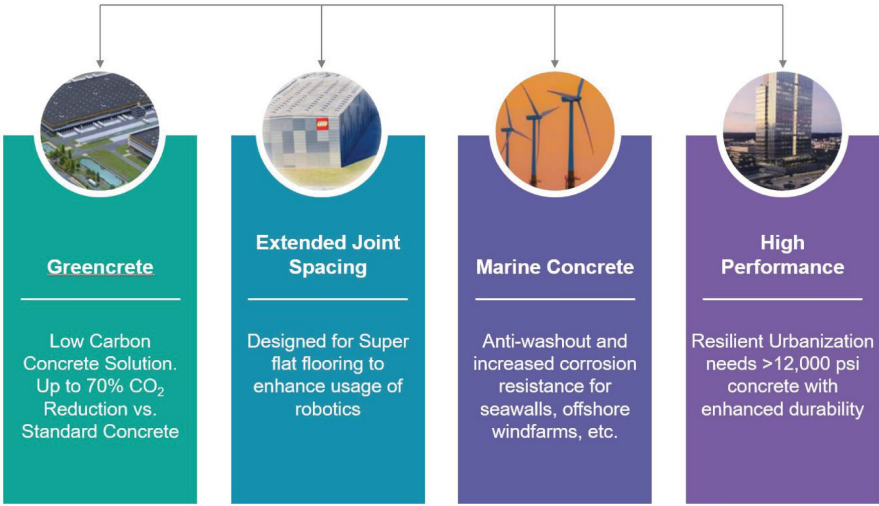 Greencrete
Low Carbon
Concrete Solution.
Up to 70% CO₂
Reduction vs.
Standard Concrete
LEGO
Extended Joint
Spacing
Designed for Super
flat flooring to
enhance usage of
robotics
Marine Concrete
Anti-washout and
increased corrosion
resistance for
seawalls, offshore
windfarms, etc.
High
Performance
Resilient Urbanization
needs >12,000 psi
concrete with
enhanced durability